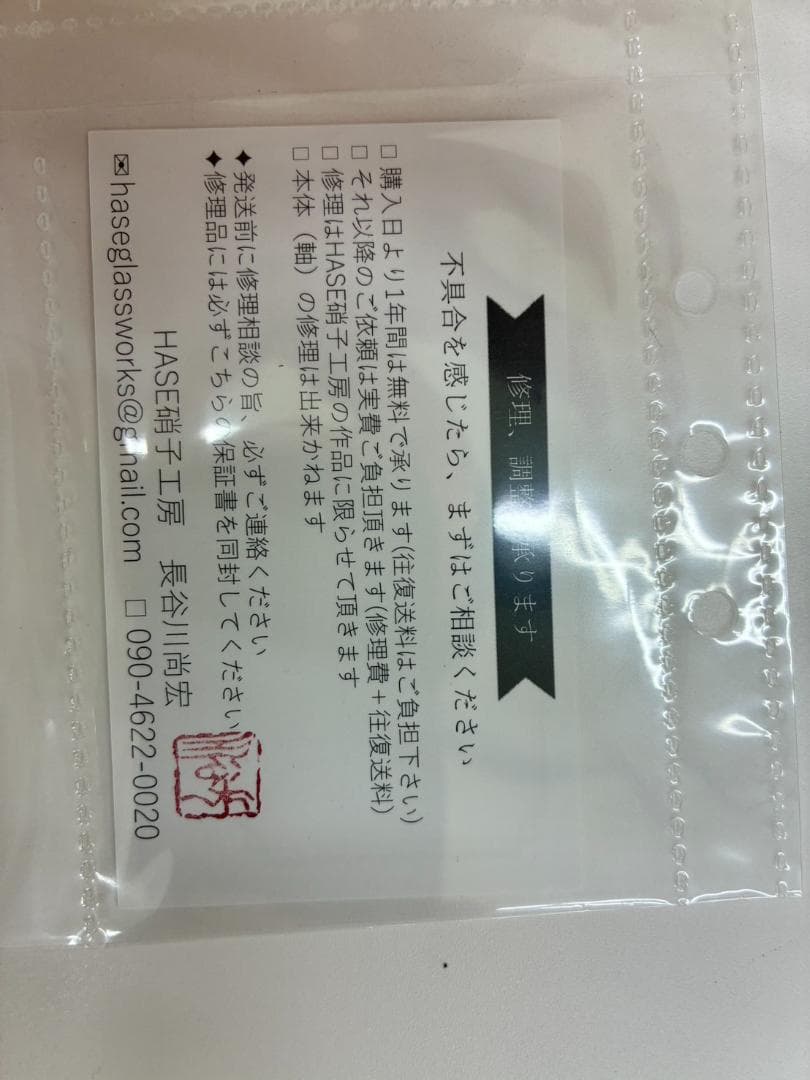 修理、調整承ります
不具合を感じたら、まずはご相談ください
□ 購入日より1年間は無料で承ります(往復送料はご負担下さい)
□ それ以降のご依頼は実費ご負担頂きます(修理費+往復送料)
□ 修理はHASE硝子工房の作品に限らせて頂きます
□ 本体（軸）の修理は出来かねます
✦発送前に修理相談の旨、必ずご連絡ください
✦修理品には必ずこちらの保証書を同封してください
HASE硝子工房　長谷川尚宏
✉haseglassworks@gmail.com □ 090-4622-0020